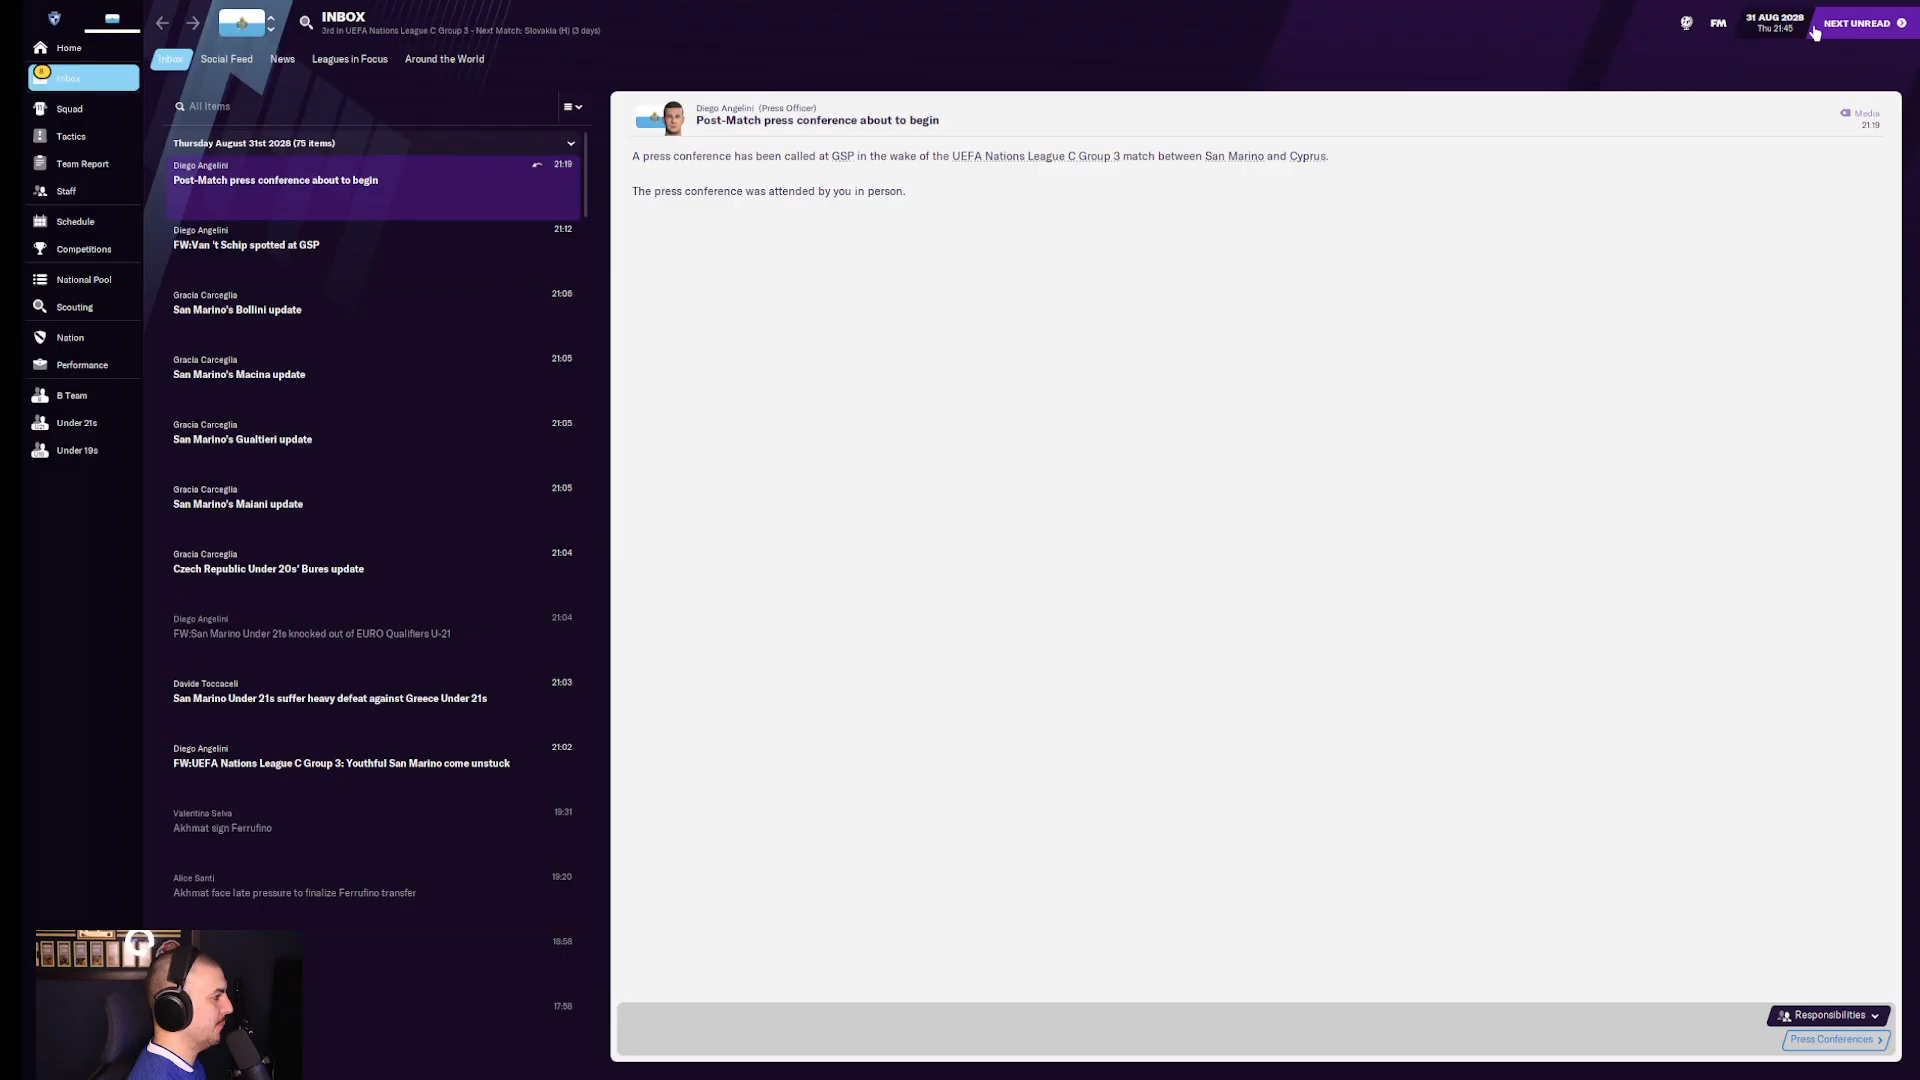 INBOX
3rd in UEFA Nations League C Group 3 - Next Match: Slovakia (H) (3 days)
FM
31 AUG 2028
Thu 21:45
NEXT UNREAD
Home
8
Inbox
Squad
Tactics
Team Report
Staff
Schedule
Competitions
National Pool
Scouting
Nation
Performance
B Team
Under 21s
Under 19s
Inbox
Social Feed
News
Leagues in Focus
Around the World
All Items
Thursday August 31st 2028 (75 items)
Diego Angelini
21:19
Post-Match press conference about to begin
Diego Angelini
21:12
FW:Van 't Schip spotted at GSP
Gracia Carceglia
21:06
San Marino's Bollini update
Gracia Carceglia
21:05
San Marino's Macina update
Gracia Carceglia
21:05
San Marino's Gualtieri update
Gracia Carceglia
21:05
San Marino's Maiani update
Gracia Carceglia
21:04
Czech Republic Under 20s' Bures update
Diego Angelini
21:04
FW:San Marino Under 21s knocked out of EURO Qualifiers U-21
Davide Toccaceli
21:03
San Marino Under 21s suffer heavy defeat against Greece Under 21s
Diego Angelini
21:02
FW:UEFA Nations League C Group 3: Youthful San Marino come unstuck
Valentina Selva
19:31
Akhmat sign Ferrufino
Alice Santi
19:20
Akhmat face late pressure to finalize Ferrufino transfer
18:56
17:58
Diego Angelini (Press Officer)
Post-Match press conference about to begin
Media
21:19
A press conference has been called at GSP in the wake of the UEFA Nations League C Group 3 match between San Marino and Cyprus.
The press conference was attended by you in person.
Responsibilities
Press Conferences